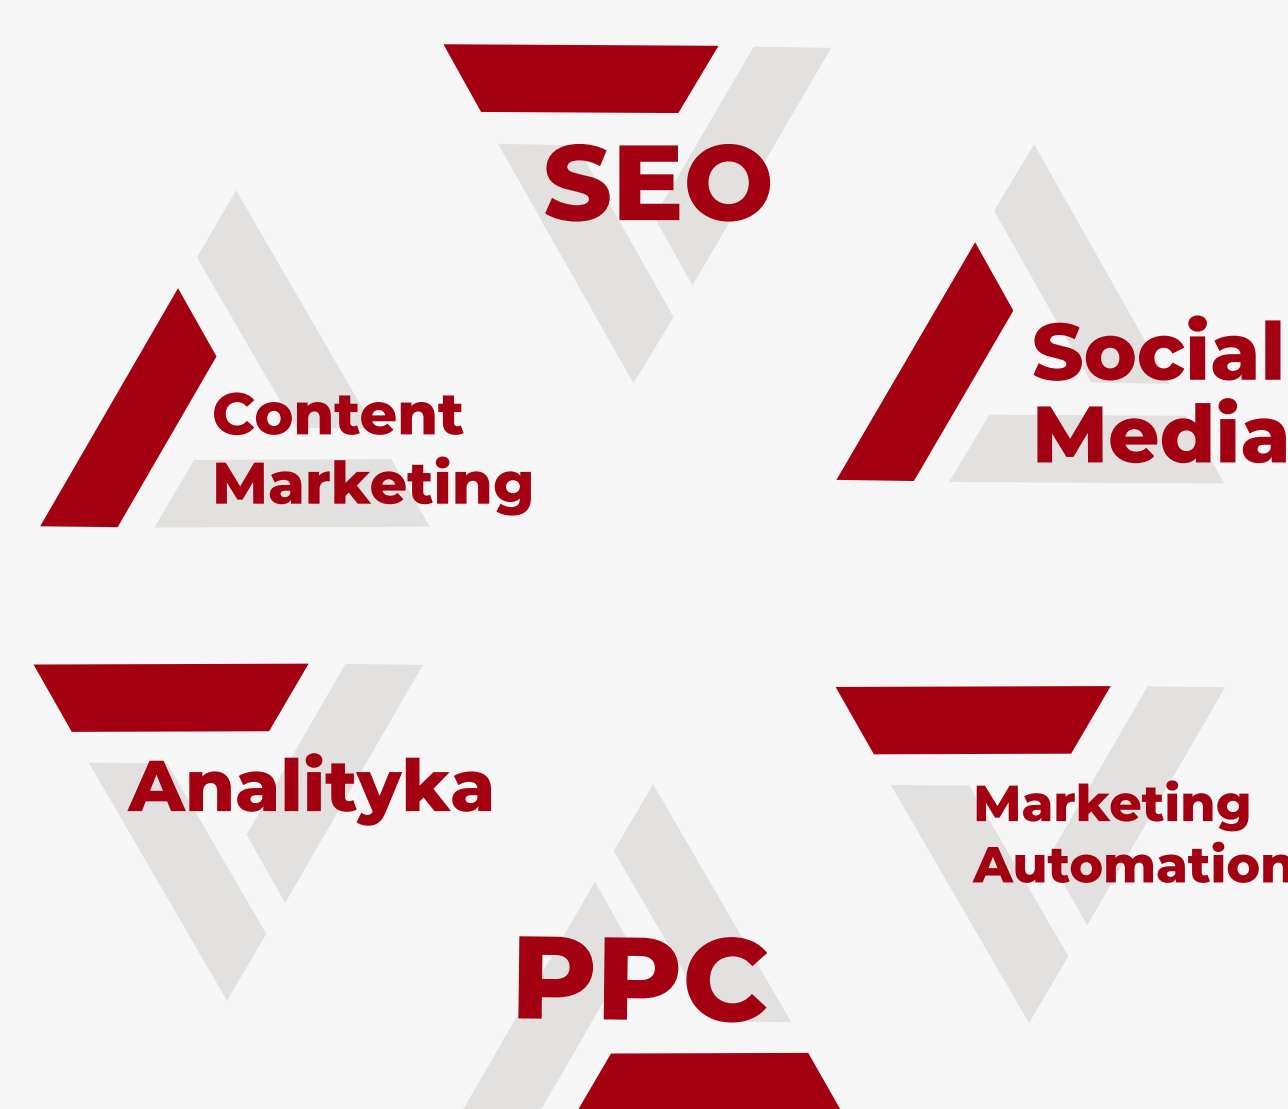 SEO
Content
Marketing
Social
Media
Analityka
Marketing
Automation
PPC